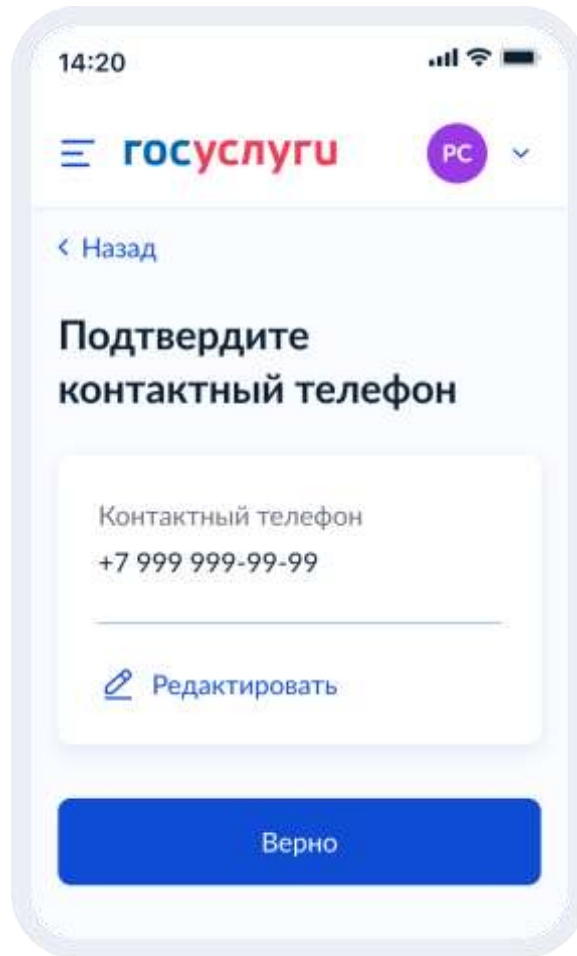 14:20
госуслуги
РС
Назад
Подтвердите
контактный телефон
Контактный телефон
+7 999 999-99-99
Редактировать
Верно